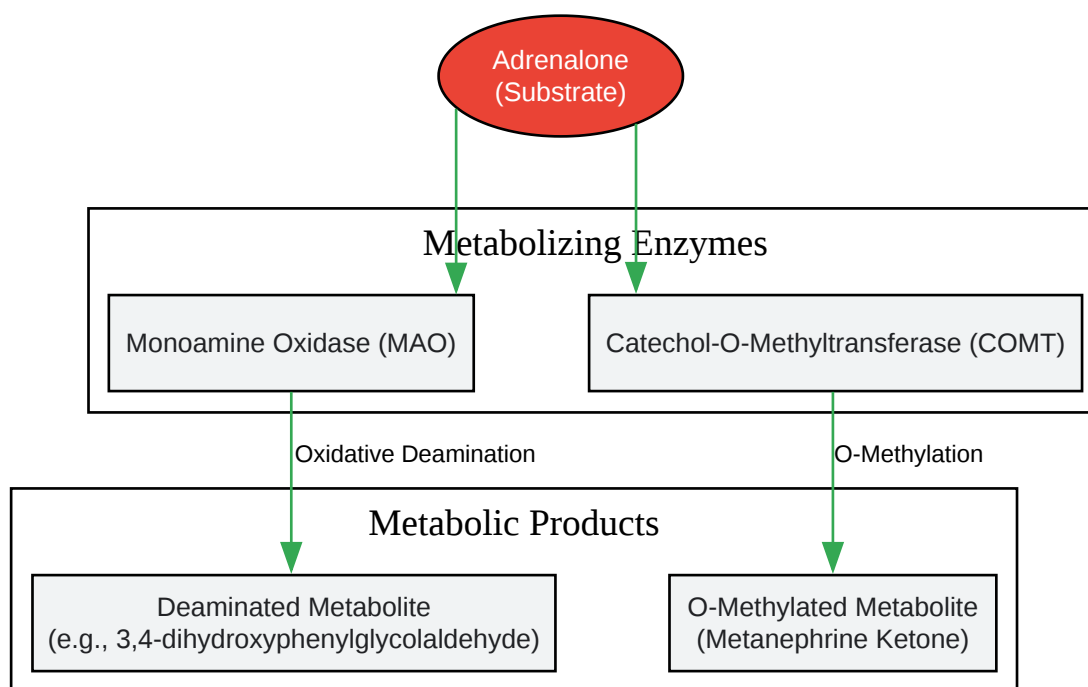 Adrenalone
(Substrate)
Metabolizing Enzymes
Monoamine Oxidase (MAO)
Catechol-O-Methyltransferase (COMT)
Oxidative Deamination
O-Methylation
Metabolic Products
Deaminated Metabolite
(e.g., 3,4-dihydroxyphenylglycolaldehyde)
O-Methylated Metabolite
(Metanephrine Ketone)